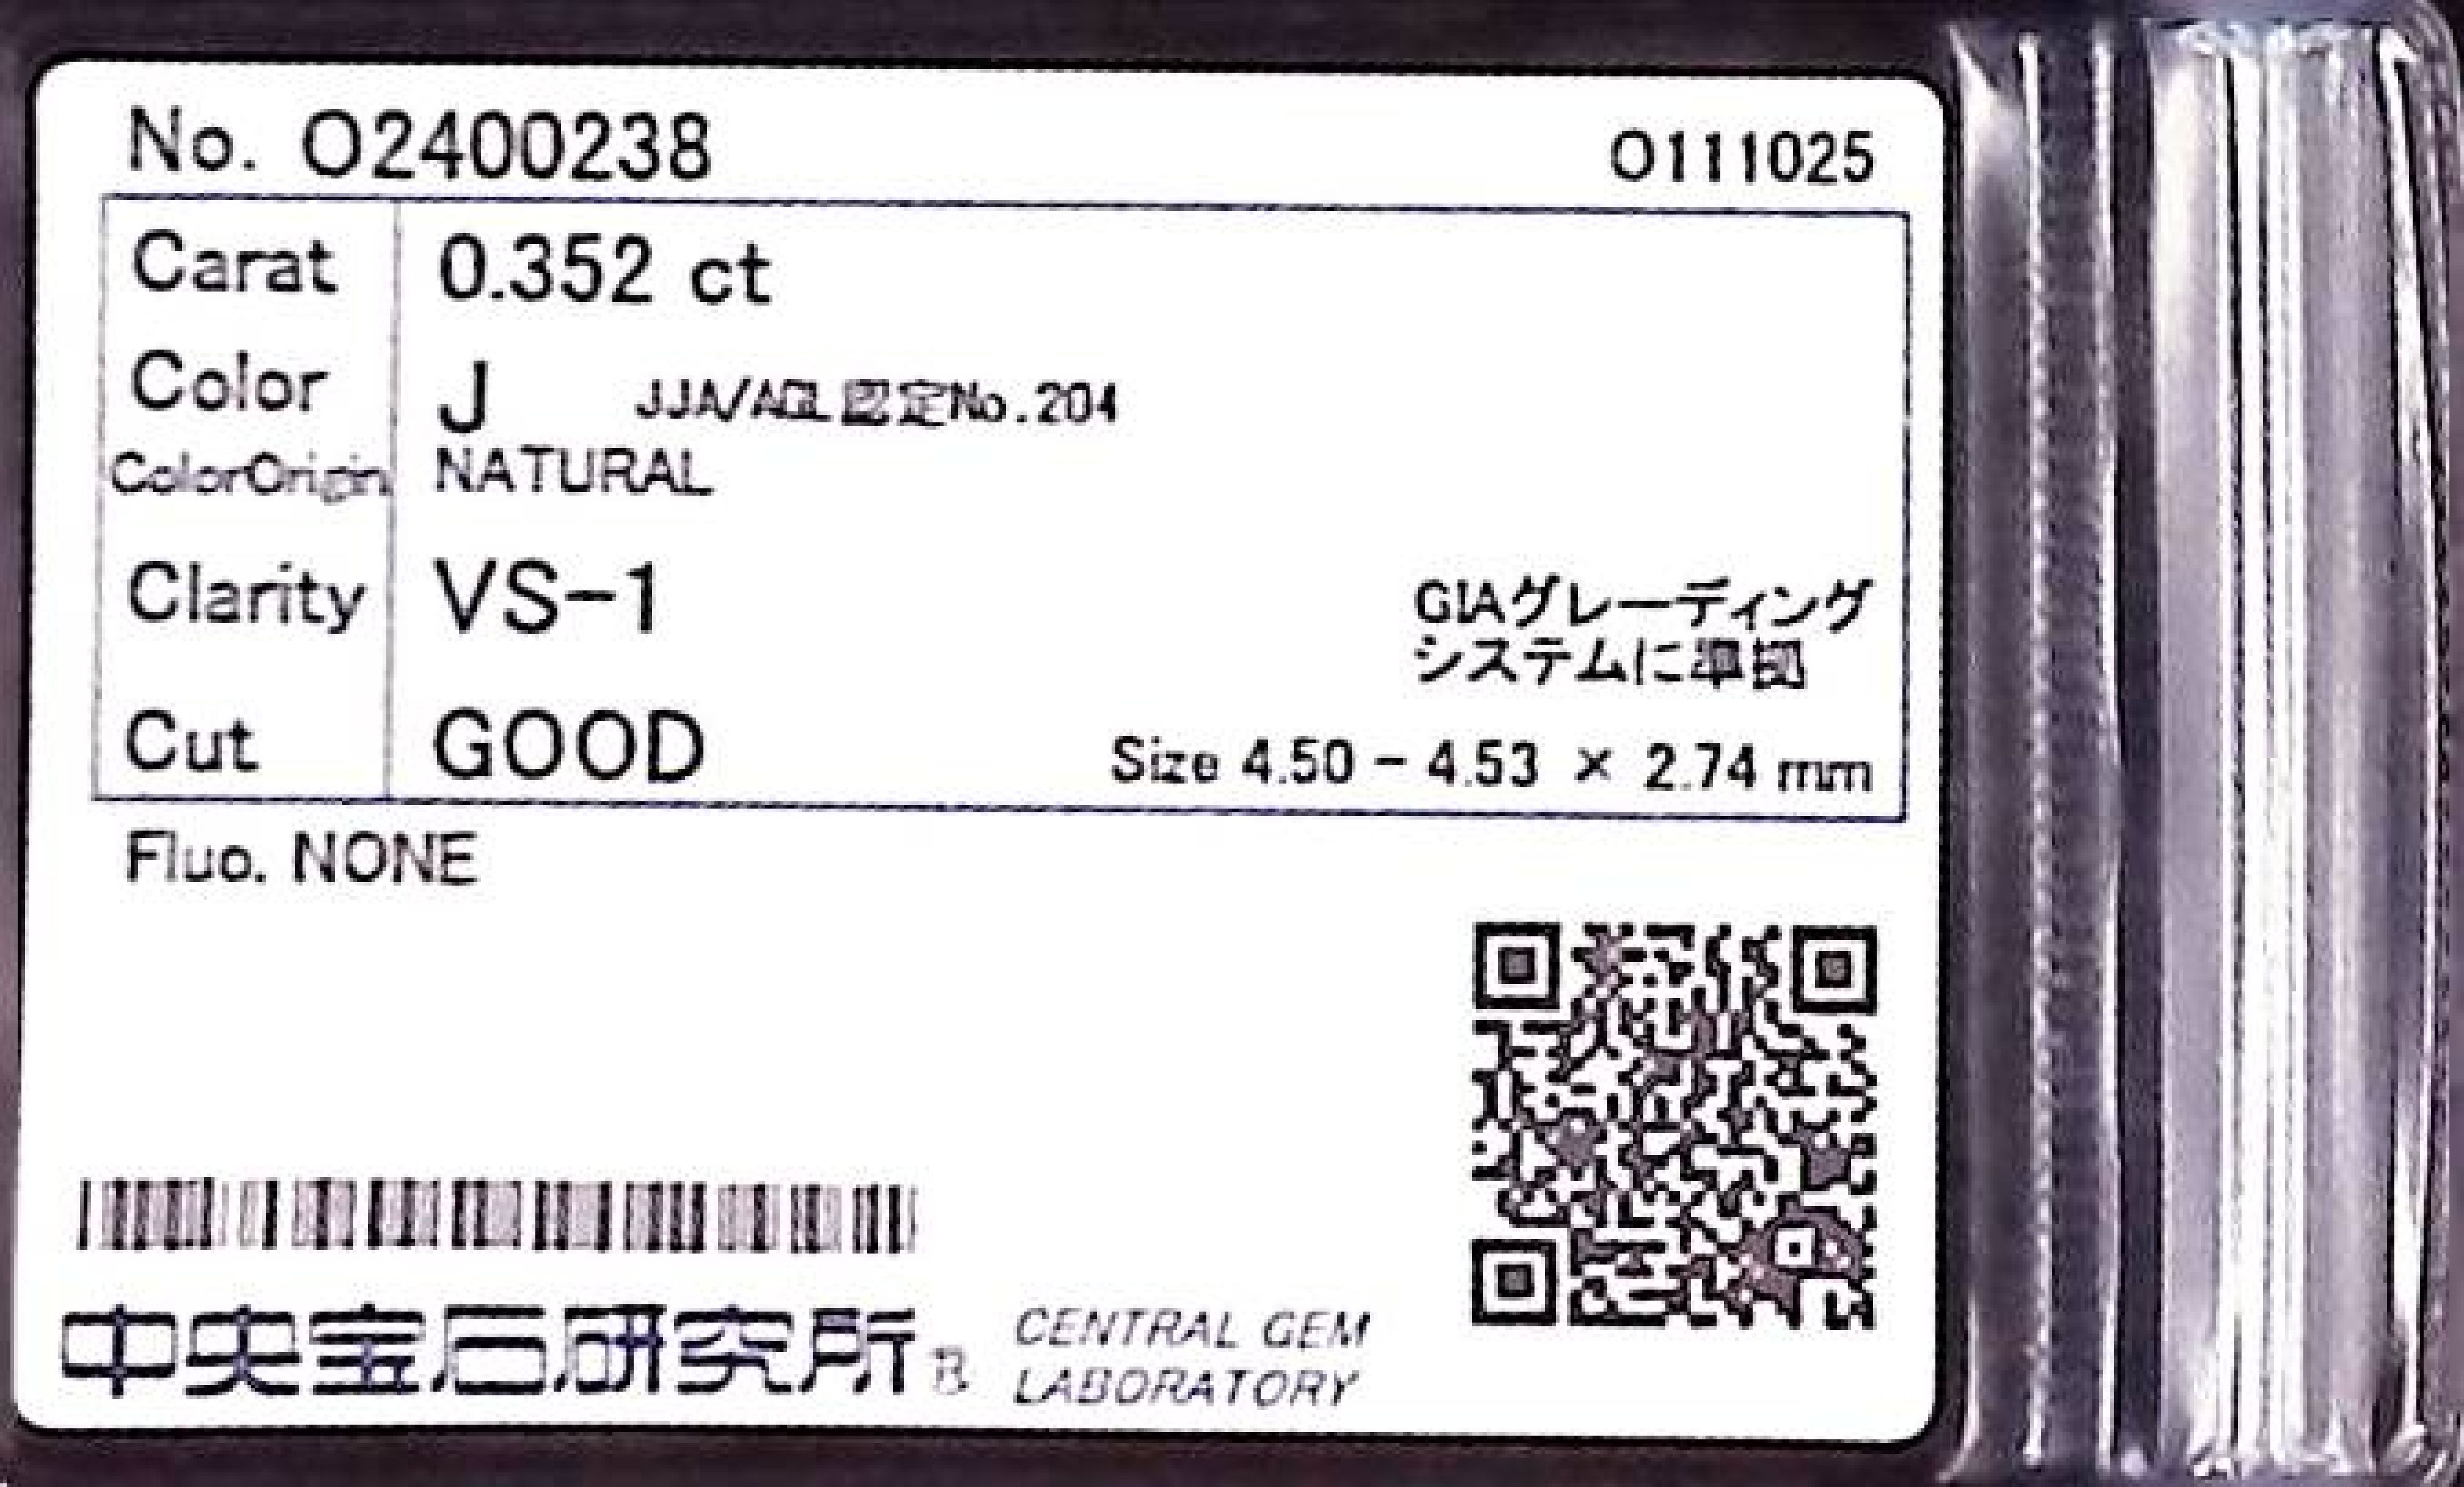 No. O2400238 O111025
Carat 0.352 ct
Color J JJA/AGL認定No.204
ColorOrigin NATURAL
Clarity VS-1
GIAグレーディング
システムに準拠
Cut GOOD Size 4.50 - 4.53 × 2.74 mm
Fluo. NONE
中央宝石研究所 B CENTRAL GEM
LABORATORY